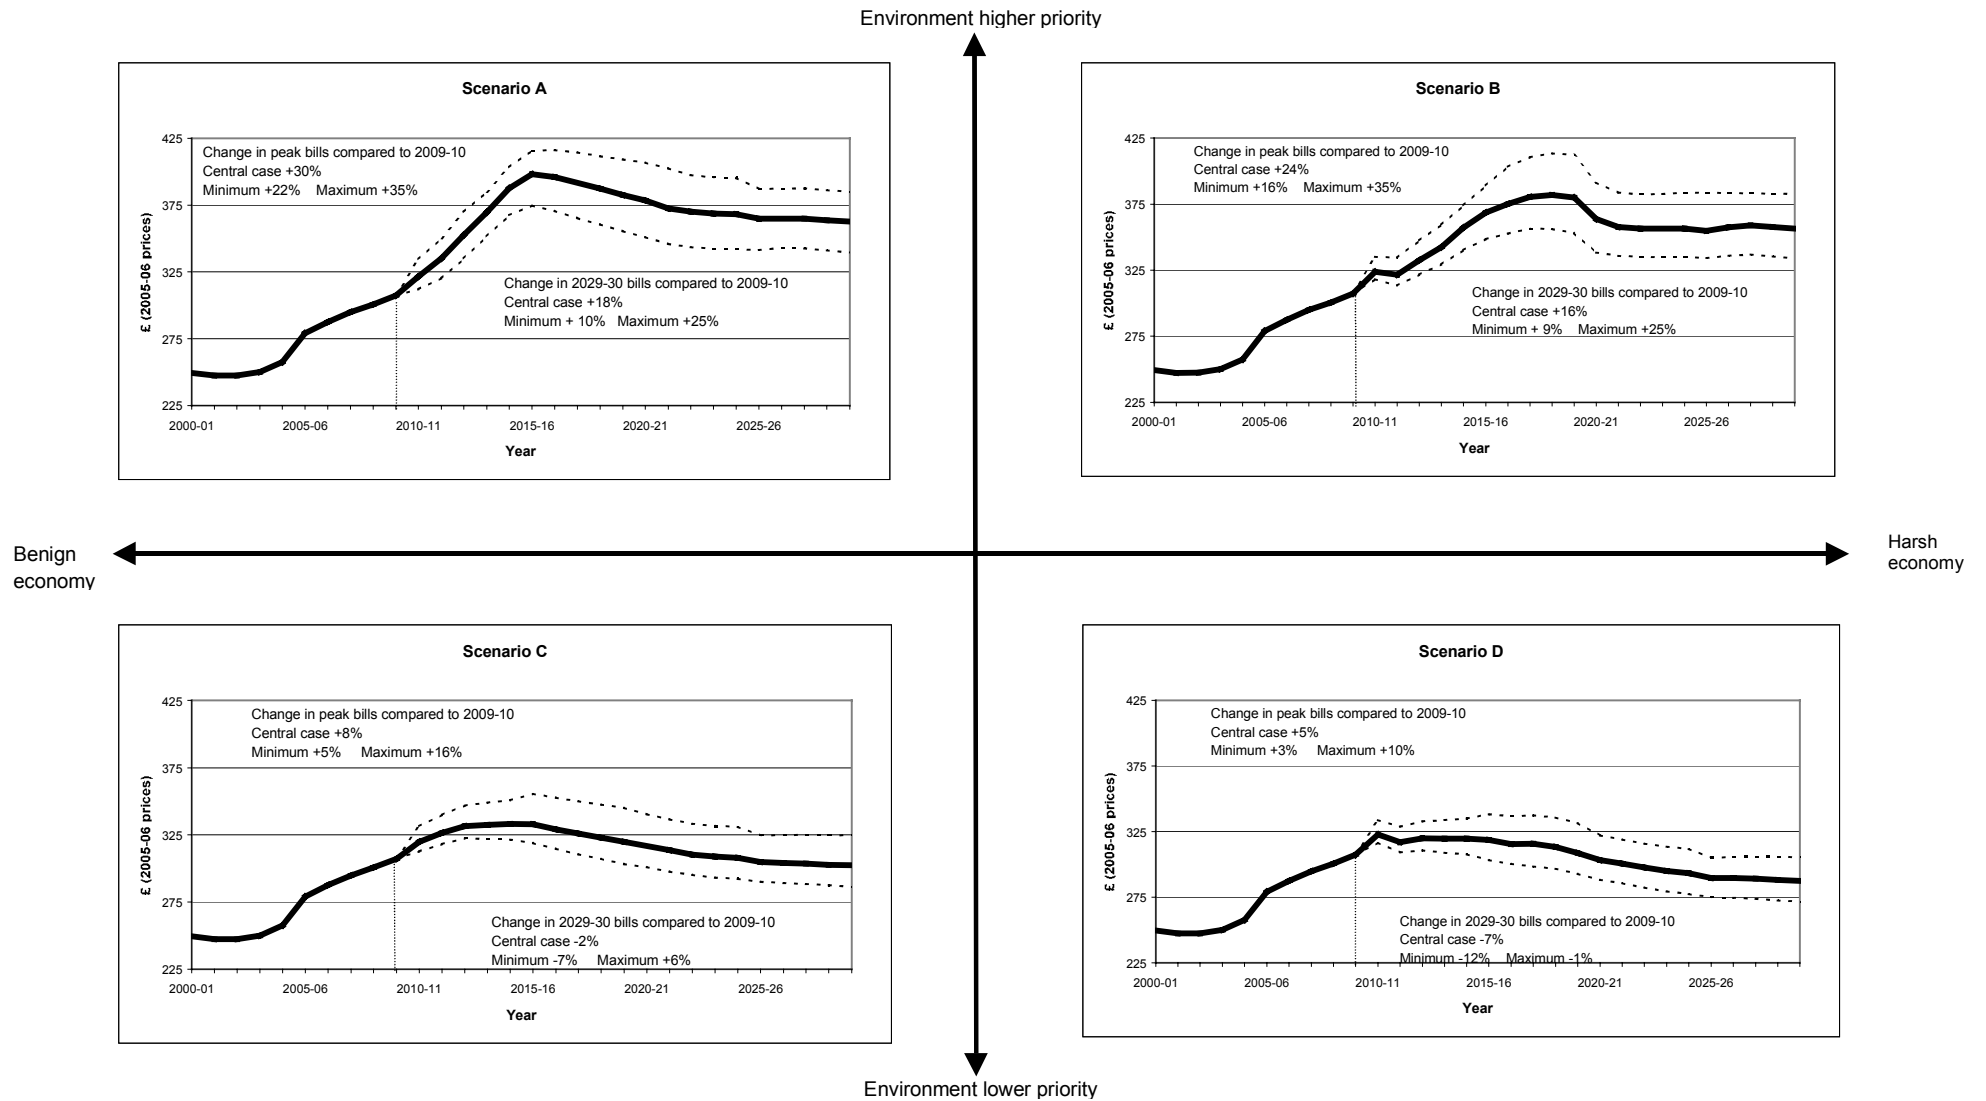 Environment higher priority
Scenario A
Change in peak bills compared to 2009-10
Central case +30%
Minimum +22% Maximum +35%
Change in 2029-30 bills compared to 2009-10
Central case +18%
Minimum + 10% Maximum +25%
£ (2005-06 prices)
425
375
325
275
225
2000-01 2005-06 2010-11 2015-16 2020-21 2025-26
Year
Scenario B
Change in peak bills compared to 2009-10
Central case +24%
Minimum +16% Maximum +35%
Change in 2029-30 bills compared to 2009-10
Central case +16%
Minimum + 9% Maximum +25%
£ (2005-06 prices)
425
375
325
275
225
2000-01 2005-06 2010-11 2015-16 2020-21 2025-26
Year
Benign
economy
Harsh
economy
Scenario C
Change in peak bills compared to 2009-10
Central case +8%
Minimum +5% Maximum +16%
Change in 2029-30 bills compared to 2009-10
Central case -2%
Minimum -7% Maximum +6%
£ (2005-06 prices)
425
375
325
275
225
2000-01 2005-06 2010-11 2015-16 2020-21 2025-26
Year
Scenario D
Change in peak bills compared to 2009-10
Central case +5%
Minimum +3% Maximum +10%
Change in 2029-30 bills compared to 2009-10
Central case -7%
Minimum -12% Maximum -1%
£ (2005-06 prices)
425
375
325
275
225
2000-01 2005-06 2010-11 2015-16 2020-21 2025-26
Year
Environment lower priority